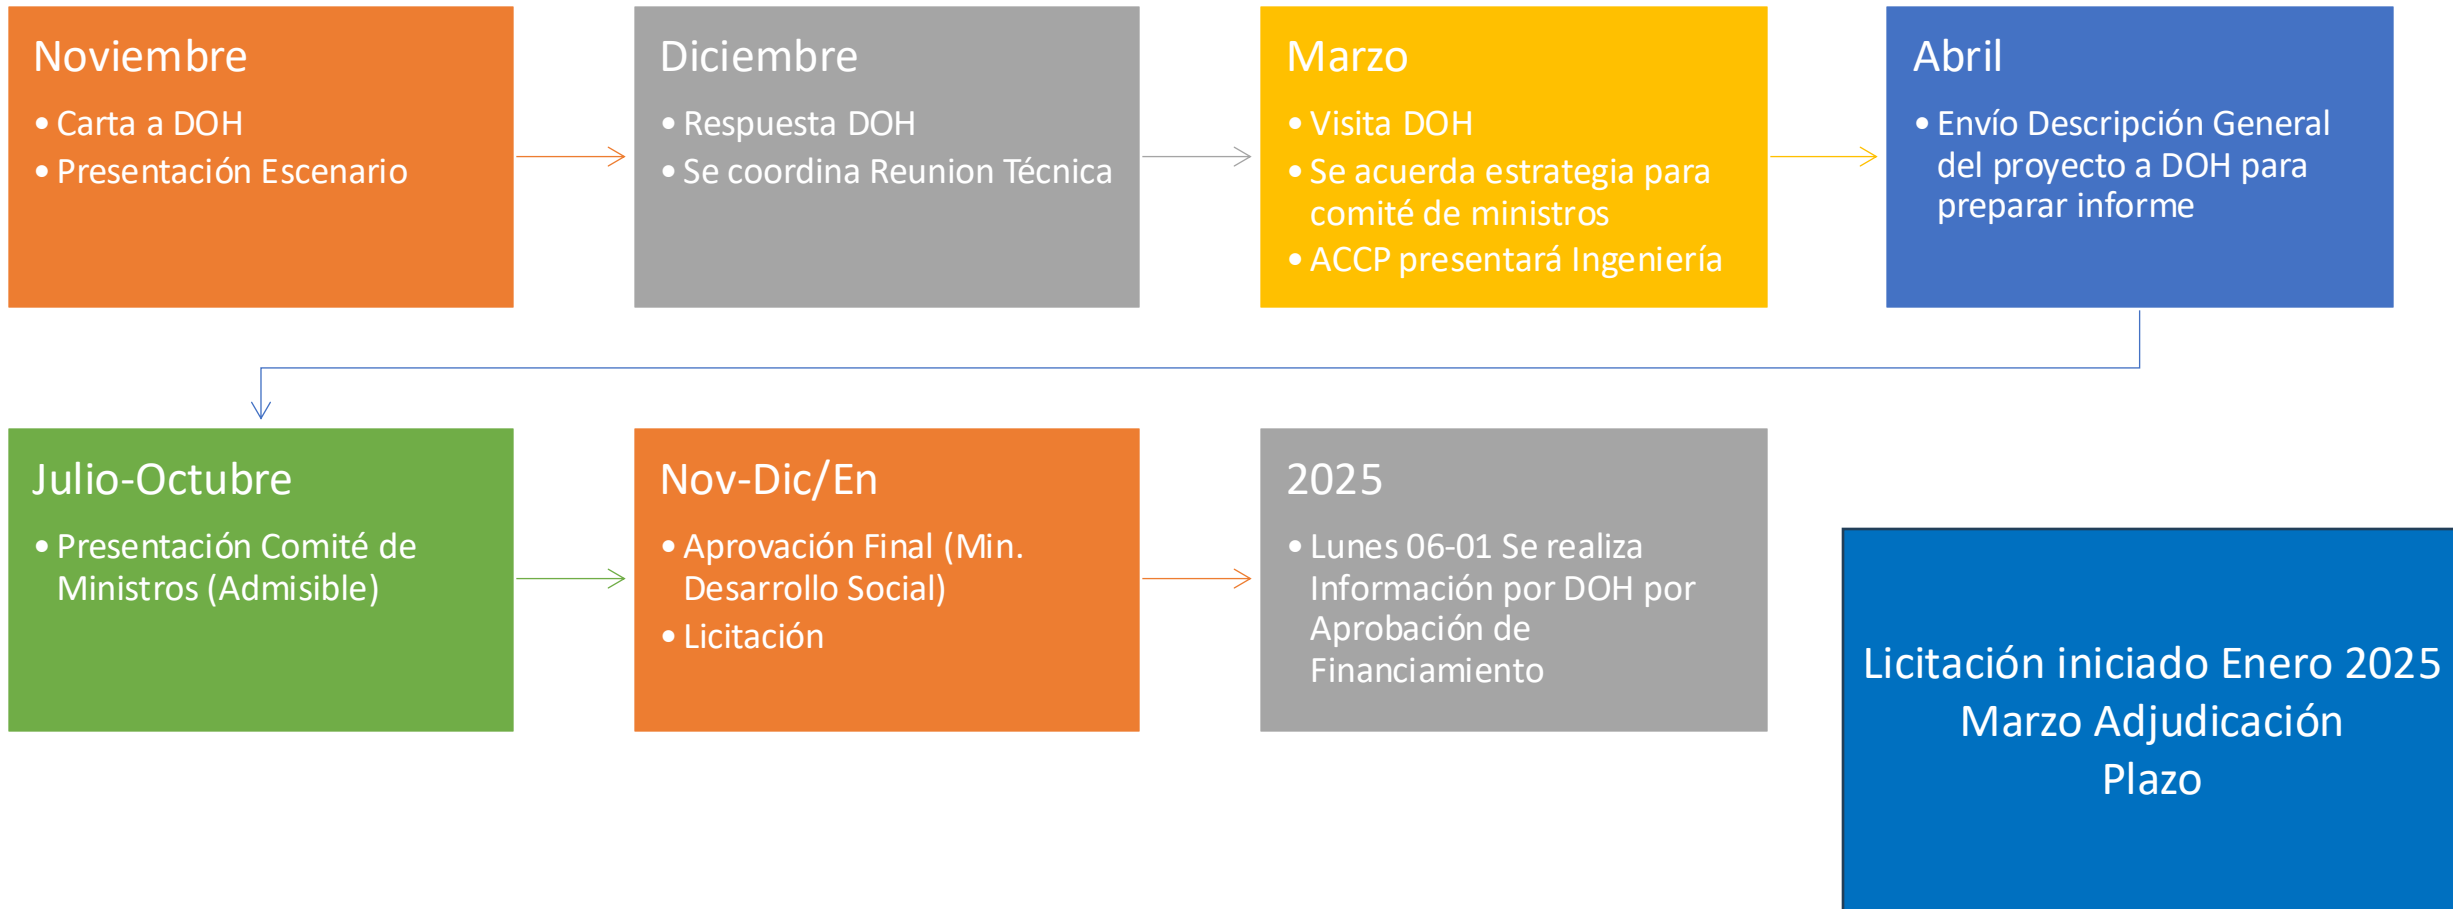 Noviembre
• Carta a DOH
• Presentación Escenario
Diciembre
• Respuesta DOH
• Se coordina Reunion Técnica
Marzo
• Visita DOH
• Se acuerda estrategia para
comité de ministros
• ACCP presentará Ingeniería
Abril
• Envío Descripción General
del proyecto a DOH para
preparar informe
Julio-Octubre
• Presentación Comité de
Ministros (Admisible)
Nov-Dic/En
• Aprovación Final (Min.
Desarrollo Social)
• Licitación
2025
• Lunes 06-01 Se realiza
Información por DOH por
Aprobación de
Financiamiento
Licitación iniciado Enero 2025
Marzo Adjudicación
Plazo